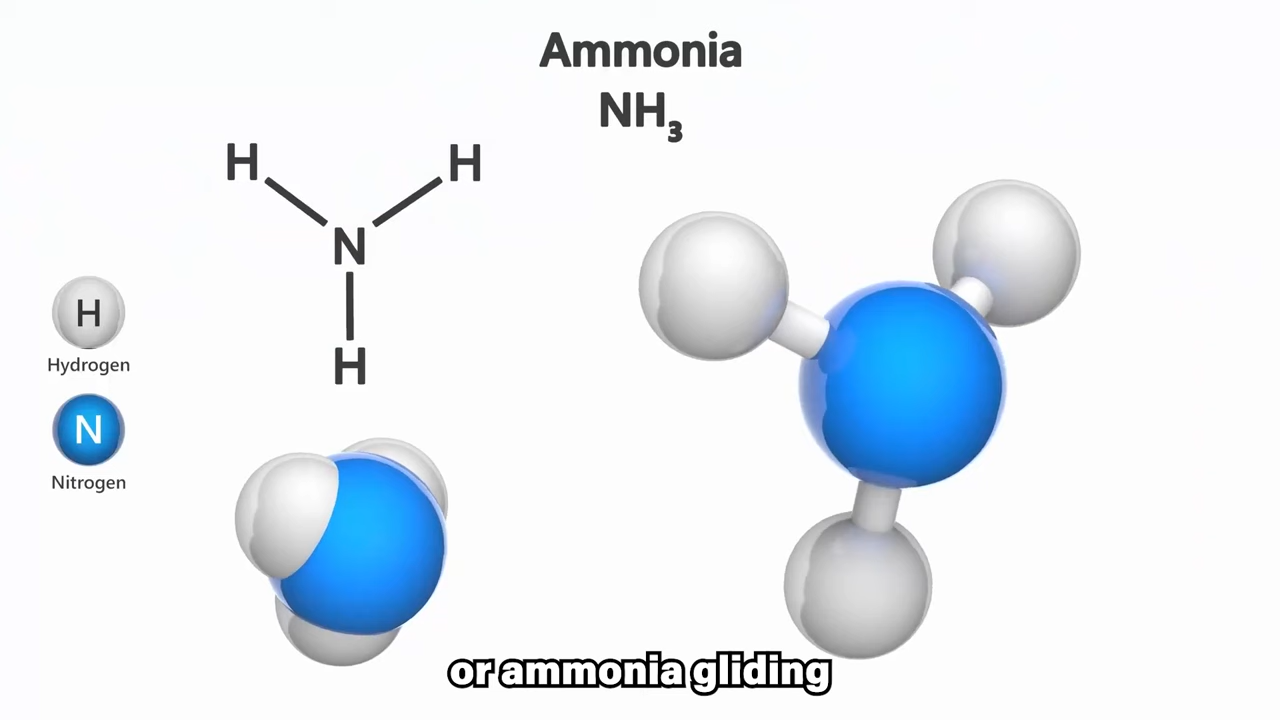 Ammonia
NH₃
H H
N
H
H
Hydrogen
N
Nitrogen
or ammonia gliding